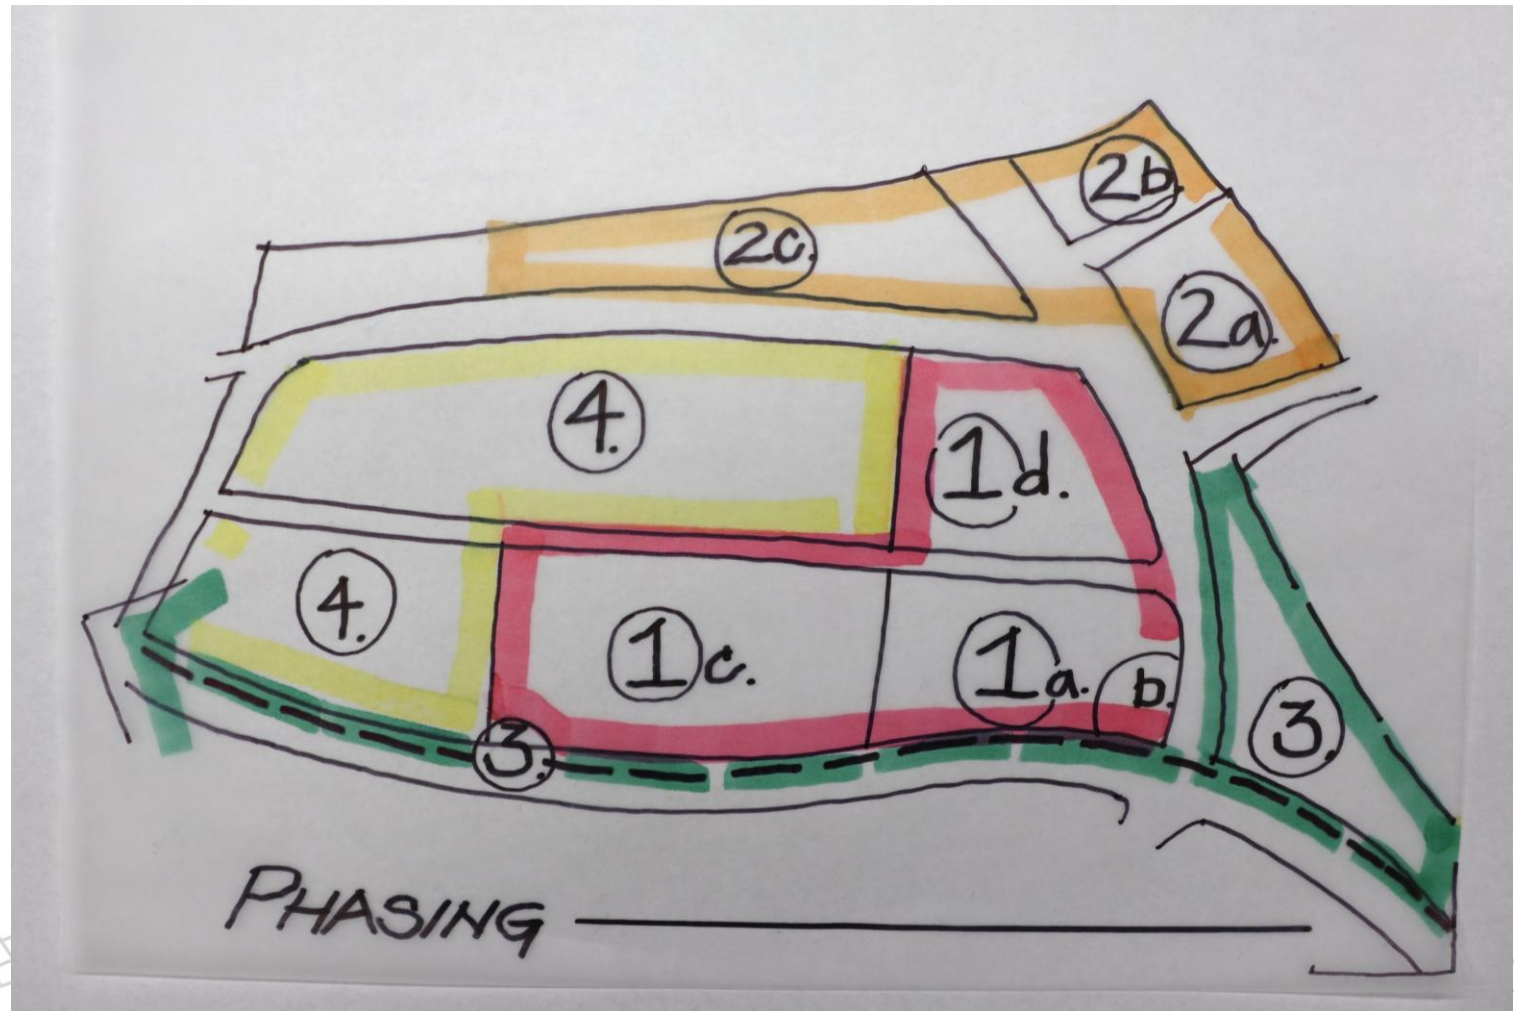 2b.
2c.
2a.
4.
1d.
4.
1c.
1a.
b.
3.
3.
PHASING